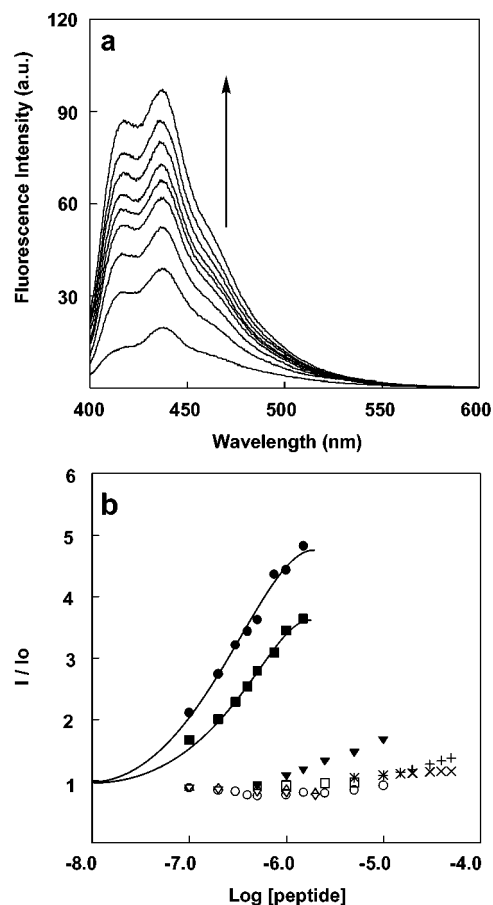 a
120
90
60
30
Fluorescence Intensity (a.u.)
400 450 500 550 600
Wavelength (nm)
b
6
5
4
3
2
1
I / Io
-8.0 -7.0 -6.0 -5.0 -4.0
Log [peptide]